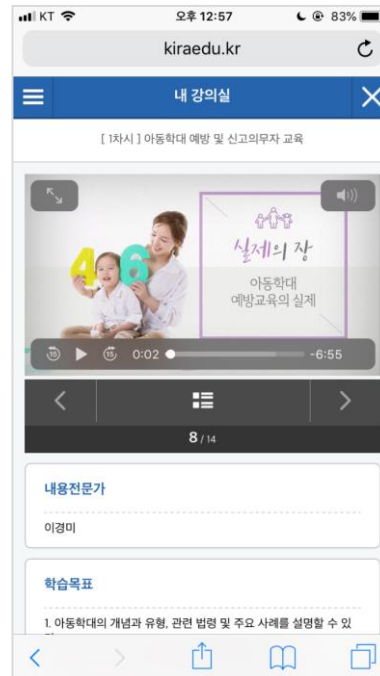 KT 오후 12:57 83%
kiraedu.kr
내 강의실
[ 1차시 ] 아동학대 예방 및 신고의무자 교육
4 6
실제의 장
아동학대
예방교육의 실제
15 15 0:02 -6:55
8 / 14
내용전문가
이경미
학습목표
1. 아동학대의 개념과 유형, 관련 법령 및 주요 사례를 설명할 수 있